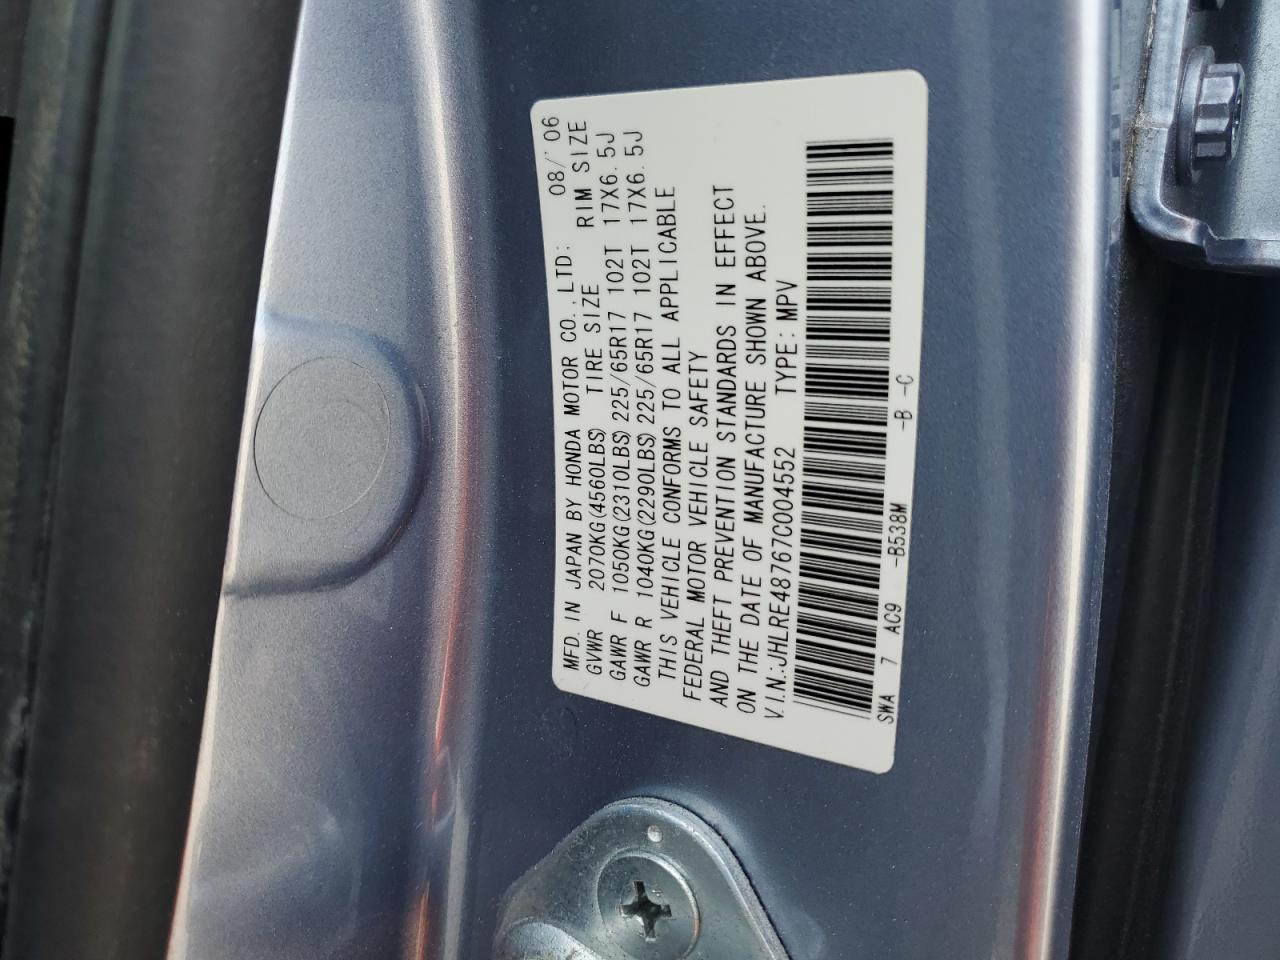 MFD. IN JAPAN BY HONDA MOTOR CO., LTD: 08/'06
GVWR 2070KG(4560LBS) TIRE SIZE RIM SIZE
GAWR F 1050KG(2310LBS) 225/65R17 102T 17X6.5J
GAWR R 1040KG(2290LBS) 225/65R17 102T 17X6.5J
THIS VEHICLE CONFORMS TO ALL APPLICABLE
FEDERAL MOTOR VEHICLE SAFETY
AND THEFT PREVENTION STANDARDS IN EFFECT
ON THE DATE OF MANUFACTURE SHOWN ABOVE.
V.I.N.:JHLRE48767C004552 TYPE: MPV
SWA 7 AC9 -B538M -B -C